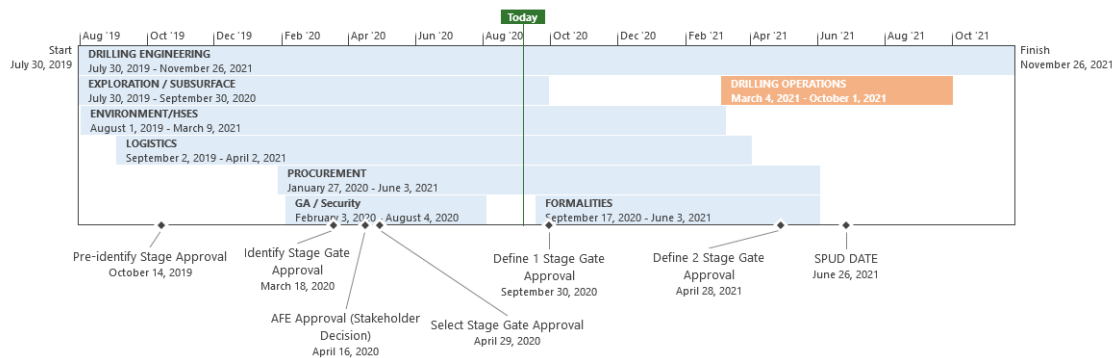 Today
Aug '19 Oct '19 Dec '19 Feb '20 Apr '20 Jun '20 Aug '20 Oct '20 Dec '20 Feb '21 Apr '21 Jun '21 Aug '21 Oct '21
Start
July 30, 2019
Finish
November 26, 2021
DRILLING ENGINEERING
July 30, 2019 - November 26, 2021
EXPLORATION / SUBSURFACE
July 30, 2019 - September 30, 2020
DRILLING OPERATIONS
March 4, 2021 - October 1, 2021
ENVIRONMENT/HSES
August 1, 2019 - March 9, 2021
LOGISTICS
September 2, 2019 - April 2, 2021
PROCUREMENT
January 27, 2020 - June 3, 2021
GA / Security
February 3, 2020 - August 4, 2020
FORMALITIES
September 17, 2020 - June 3, 2021
Pre-identify Stage Approval
October 14, 2019
Identify Stage Gate
Approval
March 18, 2020
Define 1 Stage Gate
Approval
September 30, 2020
Define 2 Stage Gate
Approval
April 28, 2021
SPUD DATE
June 26, 2021
AFE Approval (Stakeholder
Decision)
April 16, 2020
Select Stage Gate Approval
April 29, 2020